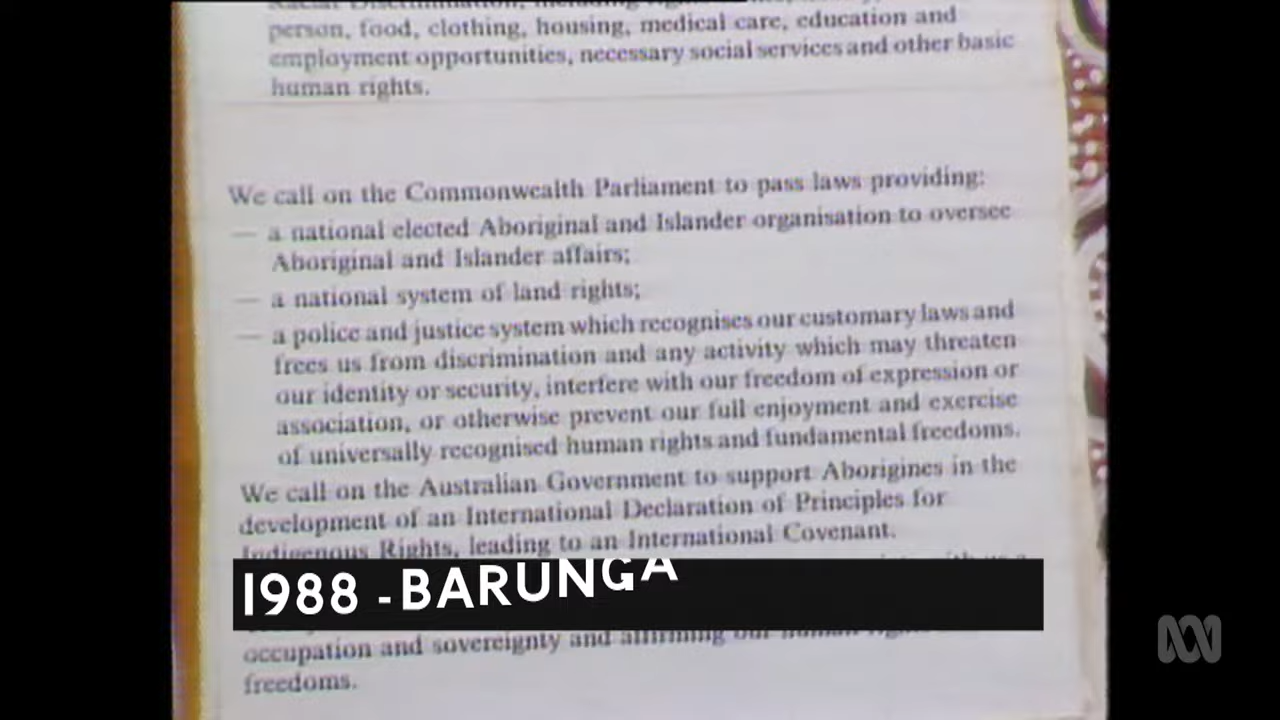 person, food, clothing, housing, medical care, education and
employment opportunities, necessary social services and other basic
human rights.
We call on the Commonwealth Parliament to pass laws providing:
— a national elected Aboriginal and Islander organisation to oversee
Aboriginal and Islander affairs;
— a national system of land rights;
— a police and justice system which recognises our customary laws and
frees us from discrimination and any activity which may threaten
our identity or security, interfere with our freedom of expression or
association, or otherwise prevent our full enjoyment and exercise
of universally recognised human rights and fundamental freedoms.
We call on the Australian Government to support Aborigines in the
development of an International Declaration of Principles for
Indigenous Rights, leading to an International Covenant.
1988 - BARUNGA
occupation and sovereignty and affirming our human
freedoms.